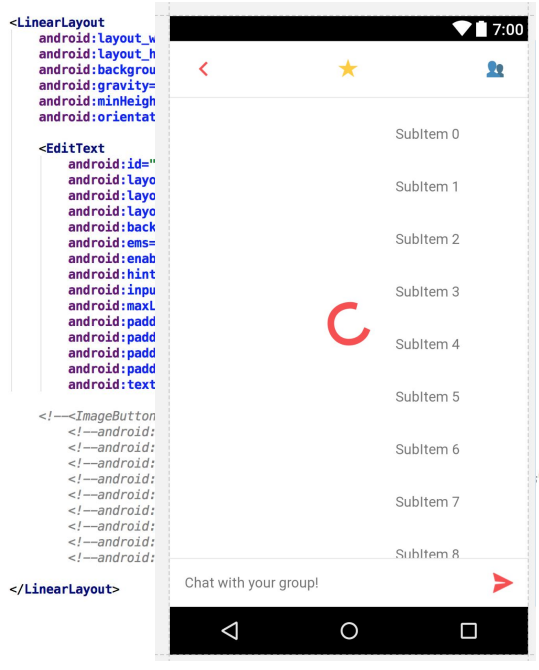 <LinearLayout
android:layout_w
android:layout_h
android:backgrou
android:gravity=
android:minHeigh
android:orientat
<EditText
android:id="
android:layo
android:layo
android:layo
android:back
android:ems=
android:enab
android:hint
android:inpu
android:maxL
android:padd
android:padd
android:padd
android:padd
android:text
<!--<ImageButton
<!--android:
<!--android:
<!--android:
<!--android:
<!--android:
<!--android:
<!--android:
<!--android:
<!--android:
</LinearLayout>
7:00
SubItem 0
SubItem 1
SubItem 2
SubItem 3
SubItem 4
SubItem 5
SubItem 6
SubItem 7
SubItem 8
Chat with your group!